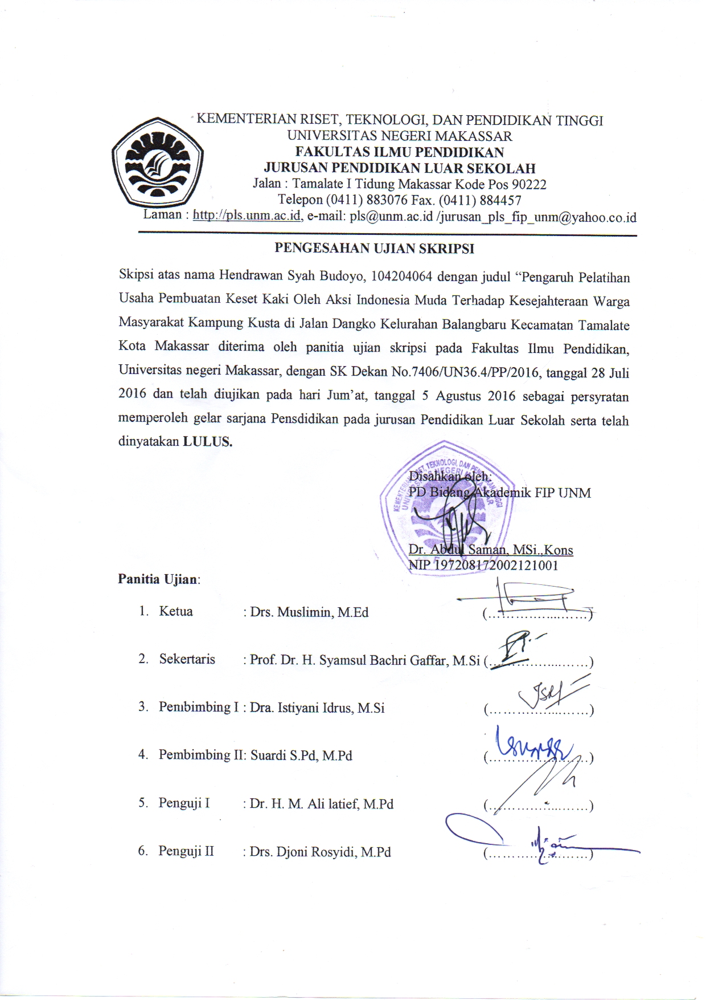 KEMENTERIAN RISET, TEKNOLOGI, DAN PENDIDIKAN TINGGI
UNIVERSITAS NEGERI MAKASSAR
FAKULTAS ILMU PENDIDIKAN
JURUSAN PENDIDIKAN LUAR SEKOLAH
Jalan : Tamalate I Tidung Makassar Kode Pos 90222
Telepon (0411) 883076 Fax. (0411) 884457
Laman : http://pls.unm.ac.id, e-mail: pls@unm.ac.id /jurusan_pls_fip_unm@yahoo.co.id
PENGESAHAN UJIAN SKRIPSI
Skipsi atas nama Hendrawan Syah Budoyo, 104204064 dengan judul “Pengaruh Pelatihan
Usaha Pembuatan Keset Kaki Oleh Aksi Indonesia Muda Terhadap Kesejahteraan Warga
Masyarakat Kampung Kusta di Jalan Dangko Kelurahan Balangbaru Kecamatan Tamalate
Kota Makassar diterima oleh panitia ujian skripsi pada Fakultas Ilmu Pendidikan,
Universitas negeri Makassar, dengan SK Dekan No.7406/UN36.4/PP/2016, tanggal 28 Juli
2016 dan telah diujikan pada hari Jum’at, tanggal 5 Agustus 2016 sebagai persyratan
memperoleh gelar sarjana Pensdidikan pada jurusan Pendidikan Luar Sekolah serta telah
dinyatakan LULUS.
KEMENTERIAN RISET, TEKNOLOGI, DAN PENDIDIKAN TINGGI
UNIVERSITAS NEGERI MAKASSAR
Disahkan oleh:
PD Bidang Akademik FIP UNM
Dr. Abdul Saman, MSi.,Kons
NIP 197208172002121001
Panitia Ujian:
1. Ketua : Drs. Muslimin, M.Ed (……………………)
2. Sekertaris : Prof. Dr. H. Syamsul Bachri Gaffar, M.Si (……………………)
3. Pembimbing I : Dra. Istiyani Idrus, M.Si (……………………)
4. Pembimbing II: Suardi S.Pd, M.Pd (……………………)
5. Penguji I : Dr. H. M. Ali latief, M.Pd (……………………)
6. Penguji II : Drs. Djoni Rosyidi, M.Pd (……………………)